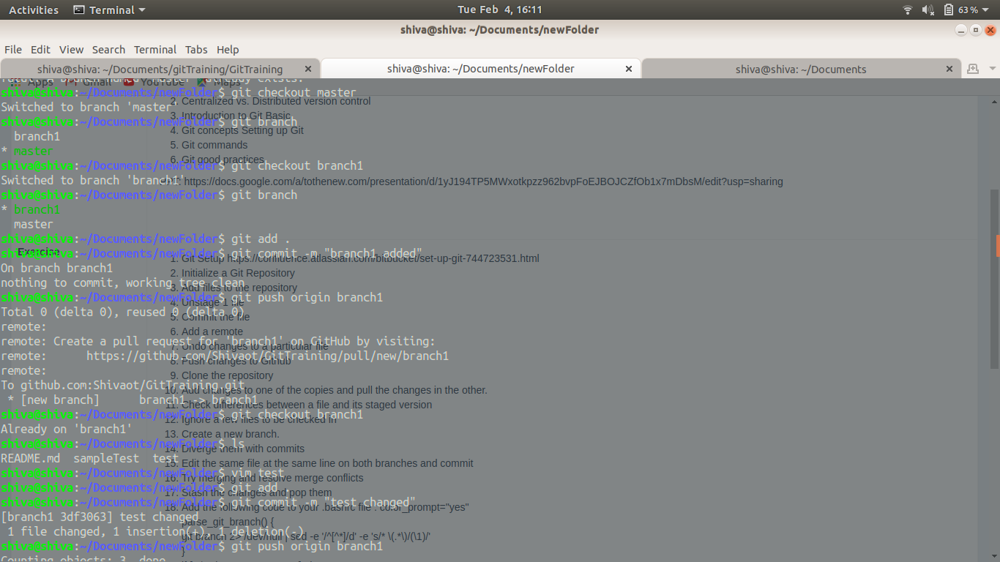 Activities Terminal Tue Feb 4, 16:11 63 %
shiva@shiva: ~/Documents/newFolder
File Edit View Search Terminal Tabs Help
shiva@shiva: ~/Documents/gitTraining/GitTraining shiva@shiva: ~/Documents/newFolder shiva@shiva: ~/Documents
Apps Gmail YouTube Maps
shiva@shiva:~/Documents/newFolder$ git checkout master
2. Centralized vs. Distributed version control
Switched to branch 'master'
3. Introduction to Git Basic
shiva@shiva:~/Documents/newFolder$ git branch
4. Git concepts Setting up Git
branch1
5. Git commands
* master
6. Git good practices
shiva@shiva:~/Documents/newFolder$ git checkout branch1
Switched to branch 'branch1'
https://docs.google.com/a/tothenew.com/presentation/d/1yJ194TP5MWxotkpzz962bvpFoEJBOJCZfOb1x7mDbsM/edit?usp=sharing
shiva@shiva:~/Documents/newFolder$ git branch
* branch1
master
shiva@shiva:~/Documents/newFolder$ git add .
Exercise
shiva@shiva:~/Documents/newFolder$ git commit -m "branch1 added"
1. Git Setup https://confluence.atlassian.com/bitbucket/set-up-git-744723531.html
On branch branch1
2. Initialize a Git Repository
nothing to commit, working tree clean
3. Add files to the repository
shiva@shiva:~/Documents/newFolder$ git push origin branch1
4. Unstage 1 file
Total 0 (delta 0), reused 0 (delta 0)
5. Commit the file
remote:
6. Add a remote
remote: Create a pull request for 'branch1' on GitHub by visiting:
7. Undo changes to a particular file
remote: https://github.com/Shivaot/GitTraining/pull/new/branch1
8. Push changes to Github
remote:
9. Clone the repository
To github.com:Shivaot/GitTraining.git
10. Add changes to one of the copies and pull the changes in the other.
* [new branch] branch1 -> branch1
11. Check differences between a file and its staged version
shiva@shiva:~/Documents/newFolder$ git checkout branch1
12. Ignore a few files to be checked in
Already on 'branch1'
13. Create a new branch.
shiva@shiva:~/Documents/newFolder$ ls
14. Diverge them with commits
README.md sampleTest test
15. Edit the same file at the same line on both branches and commit
shiva@shiva:~/Documents/newFolder$ vim test
16. Try merging and resolve merge conflicts
shiva@shiva:~/Documents/newFolder$ git add .
17. Stash the changes and pop them
shiva@shiva:~/Documents/newFolder$ git commit -m "test changed"
18. Add the following code to your .bashrc file : color_prompt="yes"
[branch1 3df3063] test changed
parse_git_branch() {
1 file changed, 1 insertion(+), 1 deletion(-)
git branch 2> /dev/null | sed -e '/^[^*]/d' -e 's/* \(.*\)/(\1)/'
shiva@shiva:~/Documents/newFolder$ git push origin branch1
}
Counting objects: 3, done.